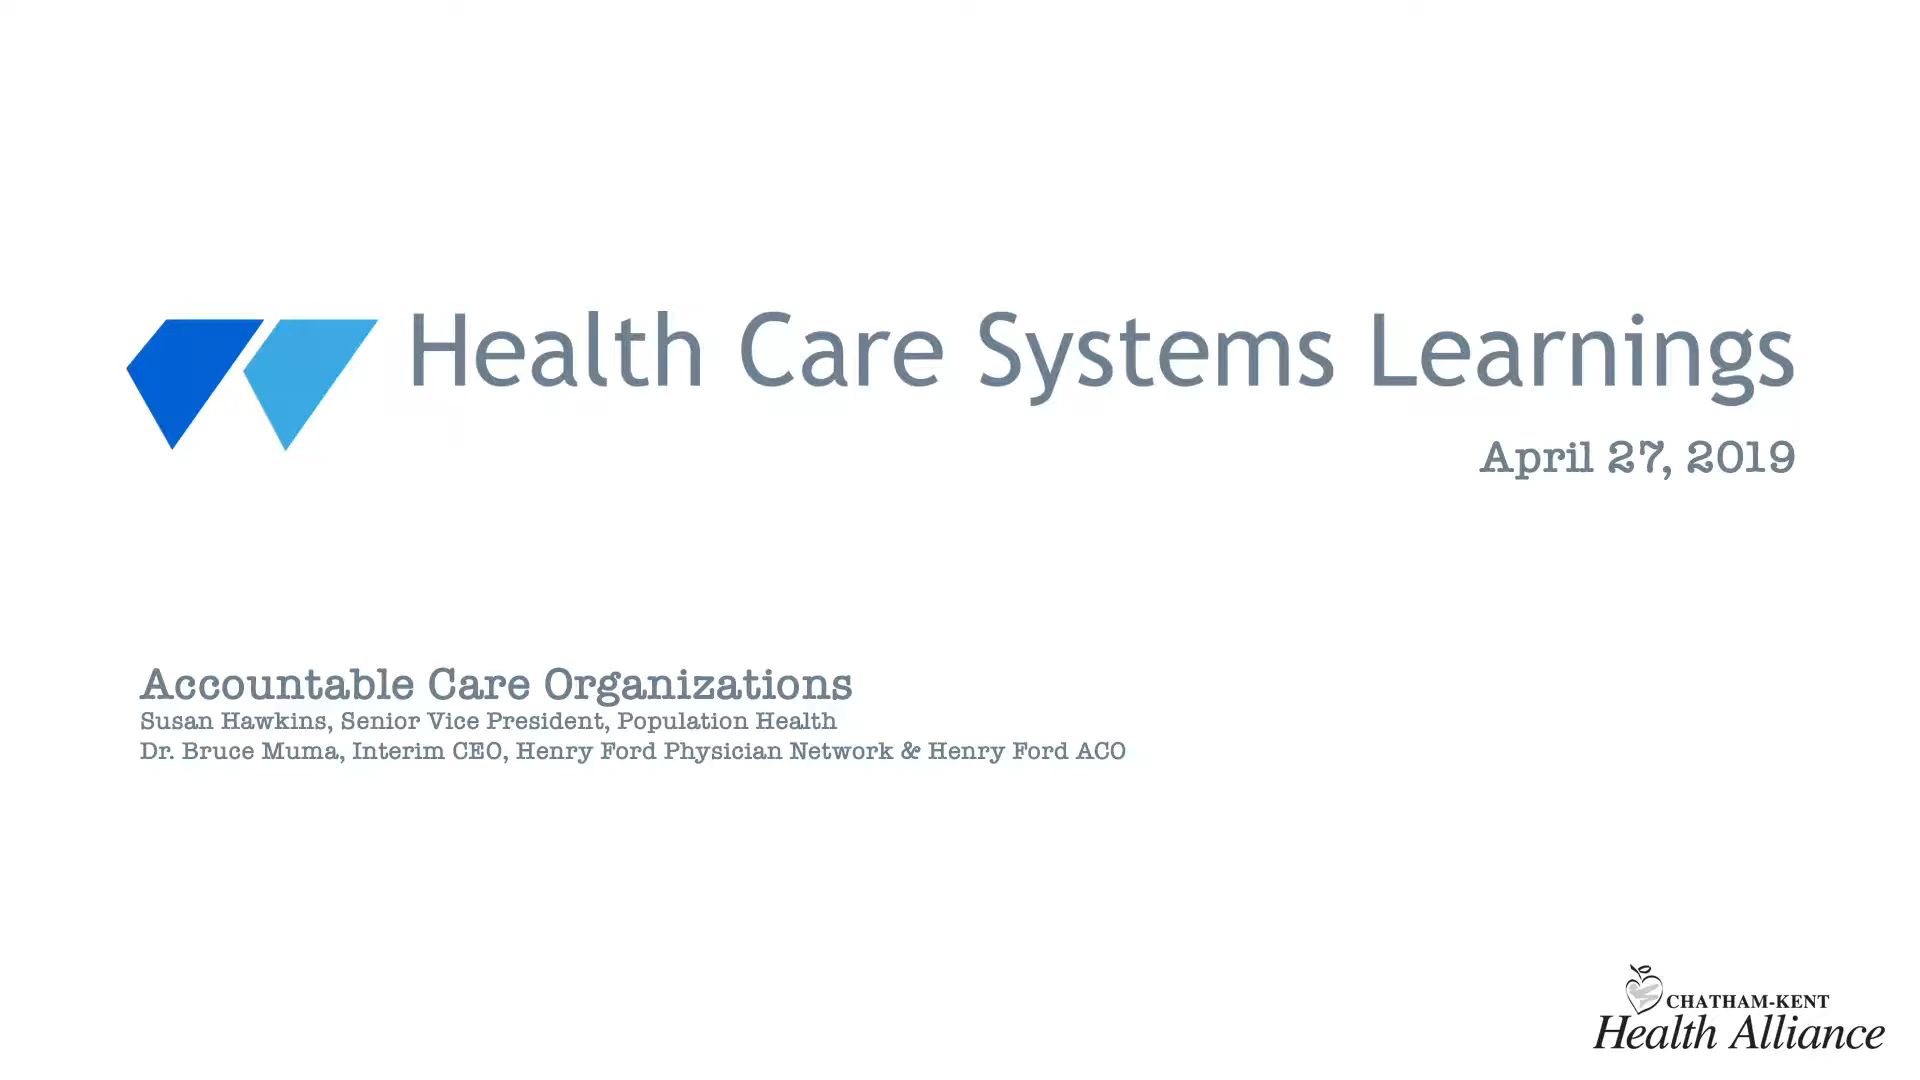 Health Care Systems Learnings
April 27, 2019
Accountable Care Organizations
Susan Hawkins, Senior Vice President, Population Health
Dr. Bruce Muma, Interim CEO, Henry Ford Physician Network & Henry Ford ACO
CHATHAM-KENT
Health Alliance